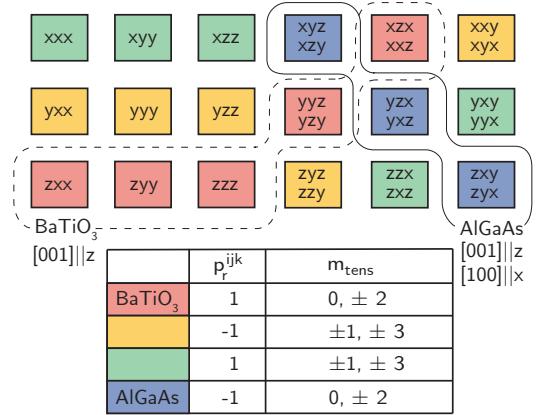 xxx xyy xzz xyz xzx xxy
xzy xxz xyx
yxx yyy yzz yyz yzx yxy
yzy yxz yyx
zxx zyy zzz zyz zzx zxy
zzy zxz zyx
BaTiO₃ AlGaAs
[001]||z [001]||z
[100]||x
p_r^{ijk} m_{tens}
BaTiO₃ 1 0, ± 2
-1 ±1, ± 3
1 ±1, ± 3
AlGaAs -1 0, ± 2